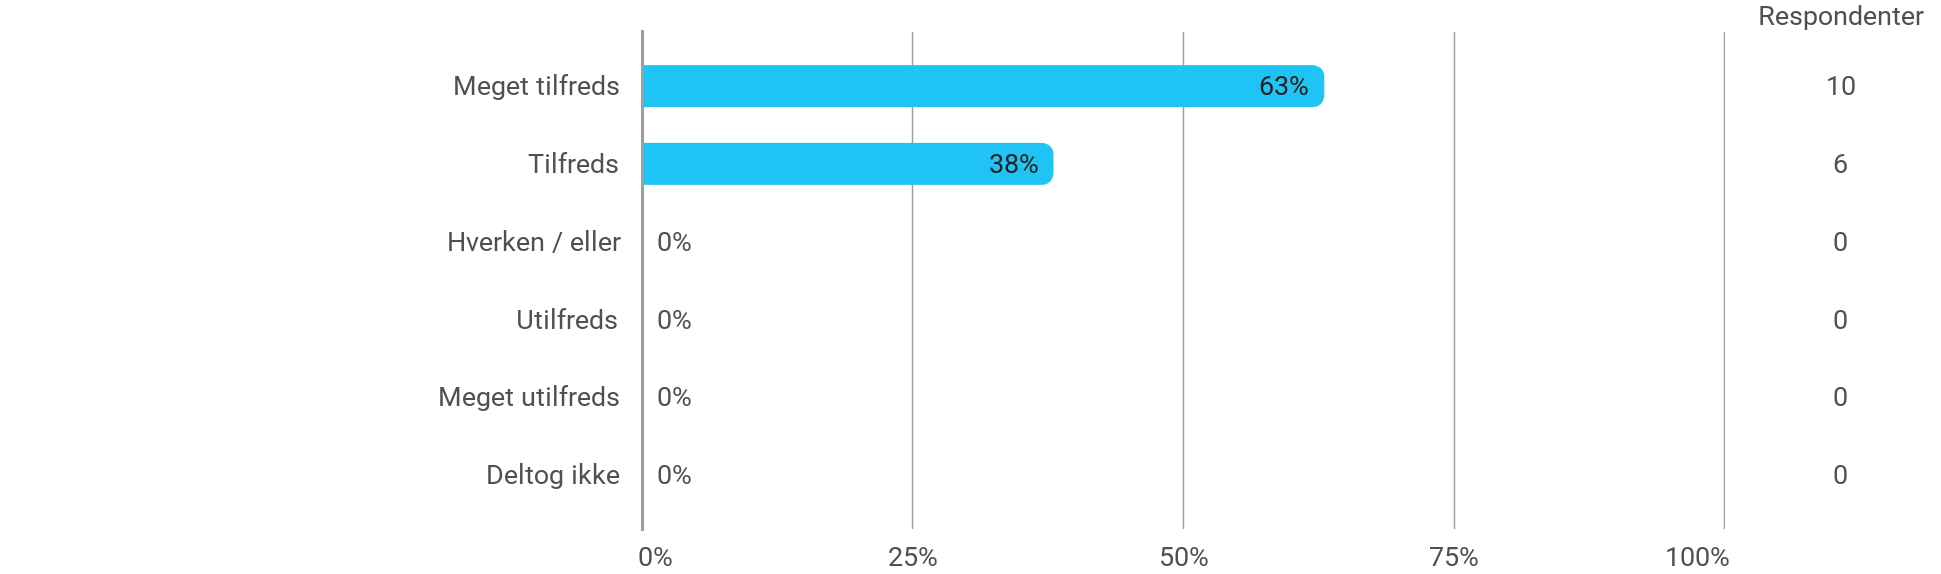 Respondenter
Meget tilfreds 63% 10
Tilfreds 38% 6
Hverken / eller 0% 0
Utilfreds 0% 0
Meget utilfreds 0% 0
Deltog ikke 0% 0
0% 25% 50% 75% 100%